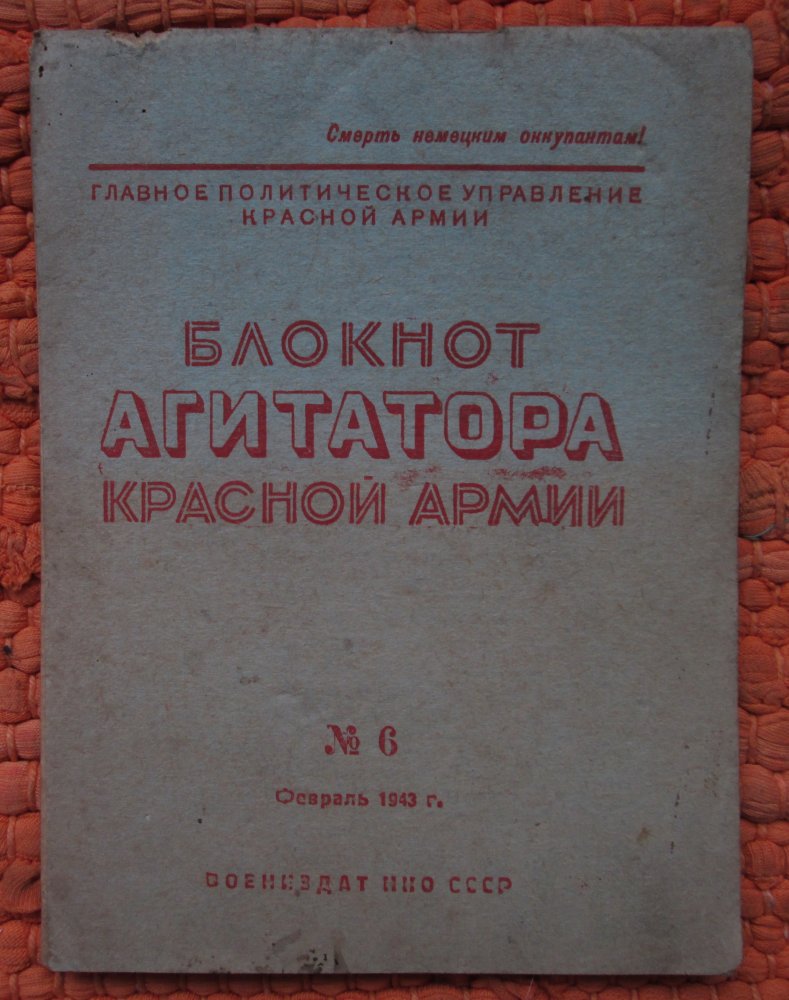 Смерть немецким оккупантам!
ГЛАВНОЕ ПОЛИТИЧЕСКОЕ УПРАВЛЕНИЕ
КРАСНОЙ АРМИИ
БЛОКНОТ
АГИТАТОРА
КРАСНОЙ АРМИИ
№ 6
Февраль 1943 г.
ВОЕНИЗДАТ НКО СССР